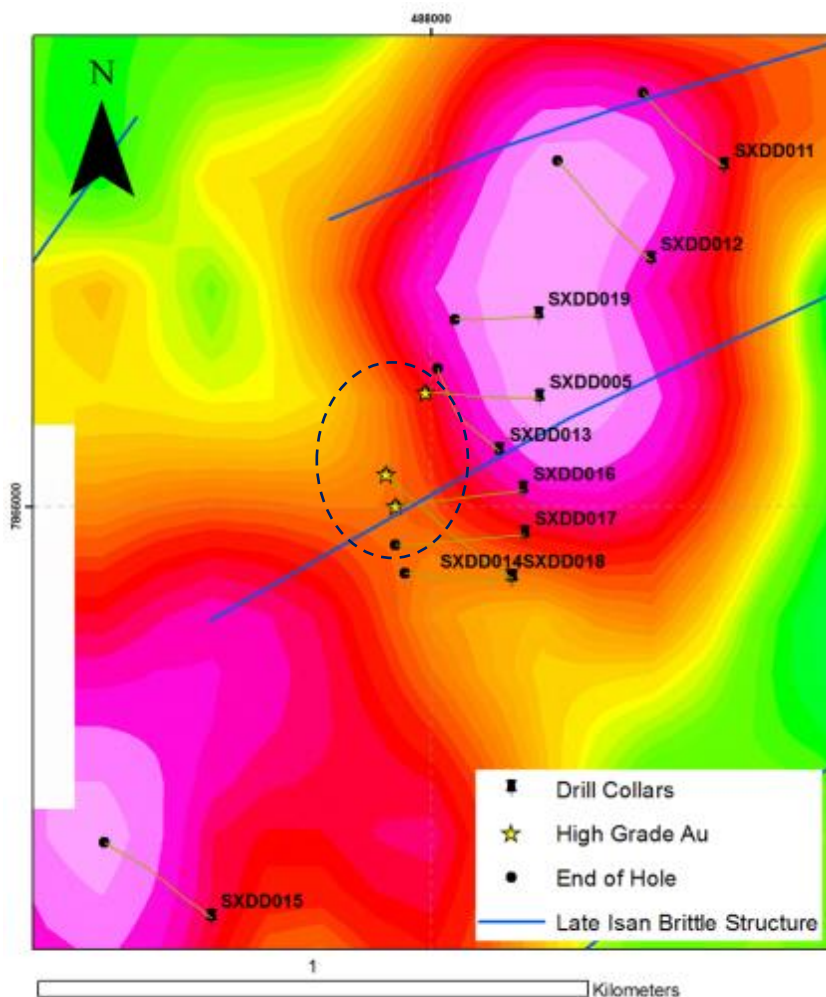 488000
N
SXDD011
SXDD012
SXDD019
SXDD005
SXDD013
SXDD016
7866000
SXDD017
SXDD014SXDD018
Drill Collars
High Grade Au
End of Hole
SXDD015
Late Isan Brittle Structure
1
Kilometers